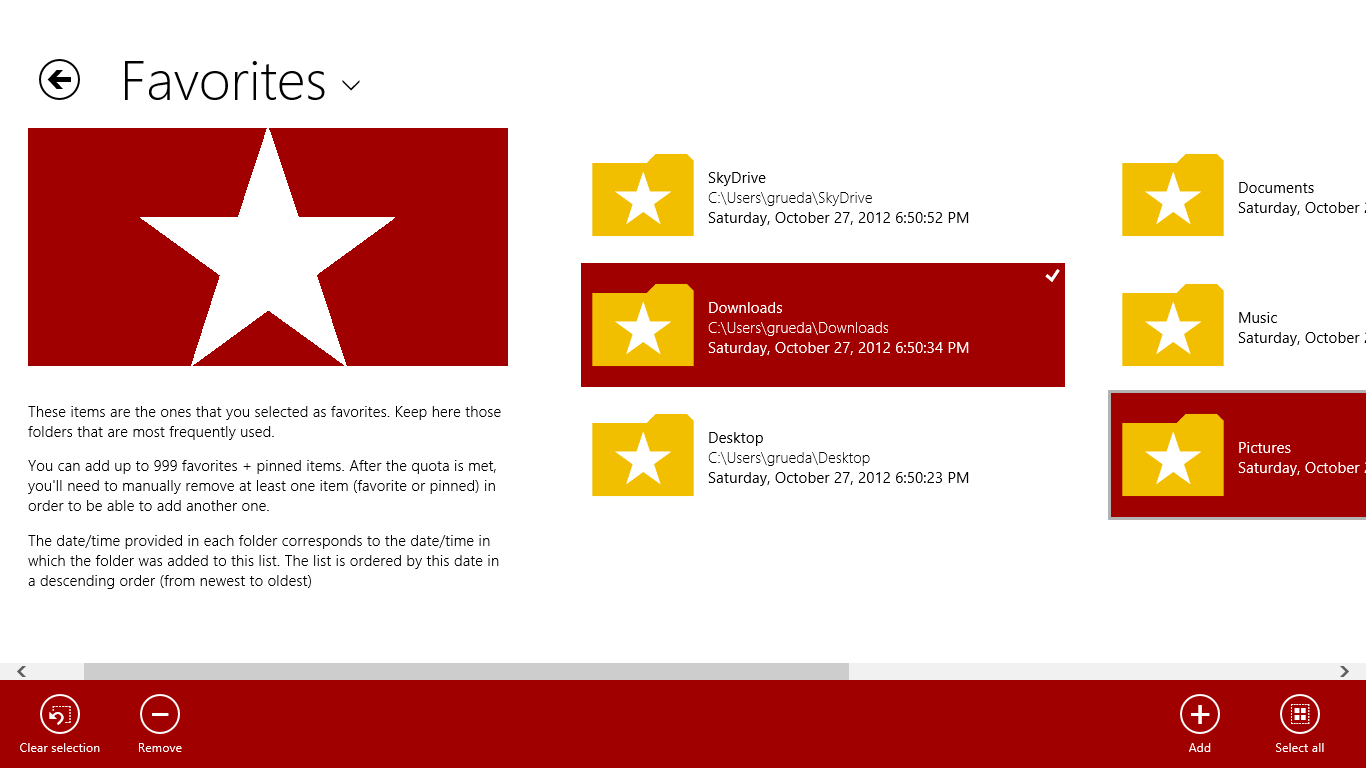 Favorites
These items are the ones that you selected as favorites. Keep here those
folders that are most frequently used.
You can add up to 999 favorites + pinned items. After the quota is met,
you'll need to manually remove at least one item (favorite or pinned) in
order to be able to add another one.
The date/time provided in each folder corresponds to the date/time in
which the folder was added to this list. The list is ordered by this date in
a descending order (from newest to oldest)
SkyDrive
C:\Users\grueda\SkyDrive
Saturday, October 27, 2012 6:50:52 PM
Downloads
C:\Users\grueda\Downloads
Saturday, October 27, 2012 6:50:34 PM
Desktop
C:\Users\grueda\Desktop
Saturday, October 27, 2012 6:50:23 PM
Documents
Saturday, October
Music
Saturday, October
Pictures
Saturday, October
Clear selection
Remove
Add
Select all